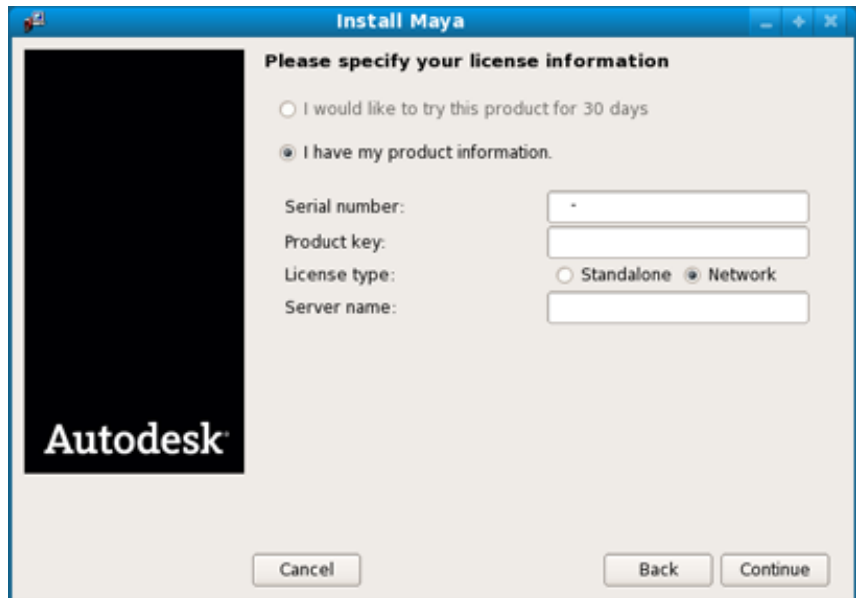 Install Maya
Please specify your license information
I would like to try this product for 30 days
I have my product information.
Serial number: -
Product key:
License type: Standalone Network
Server name:
Autodesk
Cancel Back Continue